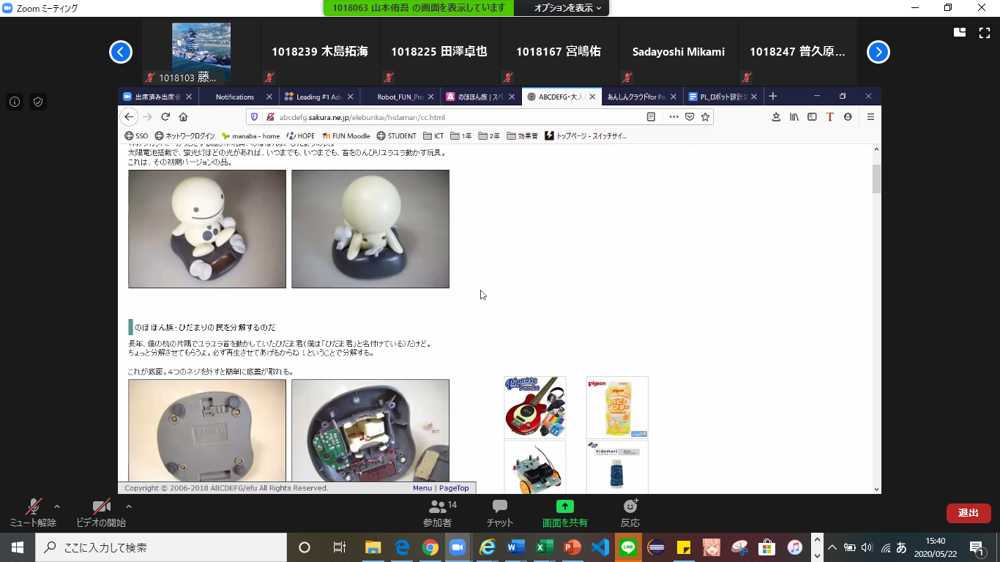 Zoom ミーティング
1018063 山本侑吾 の画面を表示しています
オプションを表示
1018103 藤...
1018239 木島拓海
1018225 田澤卓也
1018167 宮嶋佑
Sadayoshi Mikami
1018247 普久原...
出席済み出席者
Notifications
Leading #1 Adv
Robot_FUN_Pro
のほほん族 | スペ
ABCDEFG・大人の
あんしんクラウドfor Pa
PL_ロボット設計
abcdefg.sakura.ne.jp/elebunkai/hidamari/cc.html
SSO
ネットワークログイン
manaba - home
HOPE
FUN Moodle
STUDENT
ICT
1年
2年
効果音
トップページ - スイッチサイ...
太陽電池搭載で、蛍光灯ほどの光があれば、いつまでも、いつまでも、首をのんびりユラユラ動かす玩具。
これは、その初期バージョンの品。
のほほん族・ひだまりの民を分解するのだ
長年、僕の机の片隅でユラユラ首を動かしていたひだま君（僕は「ひだま君」と名付けている）だけど。
ちょっと分解させてもらうよ。必ず再生させてあげるからね！ということで分解する。
これが底面。4つのネジを外すと簡単に底蓋が取れる。
Pignose
Pigeon
ベビー
ソフター
hidamari
Copyright © 2006-2018 ABCDEFG/efu All Rights Reserved.
Menu | PageTop
ミュート解除
ビデオの開始
14
参加者
チャット
画面を共有
反応
退出
ここに入力して検索
LINE
あ
15:40
2020/05/22
1